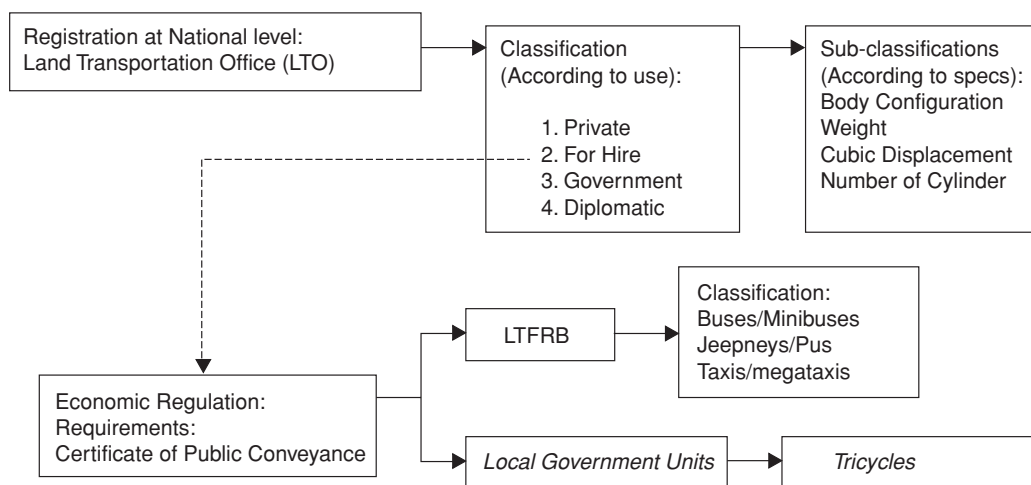 Registration at National level:
Land Transportation Office (LTO)
Classification
(According to use):
1. Private
2. For Hire
3. Government
4. Diplomatic
Sub-classifications
(According to specs):
Body Configuration
Weight
Cubic Displacement
Number of Cylinder
Economic Regulation:
Requirements:
Certificate of Public Conveyance
LTFRB
Classification:
Buses/Minibuses
Jeepneys/Pus
Taxis/megataxis
Local Government Units
Tricycles